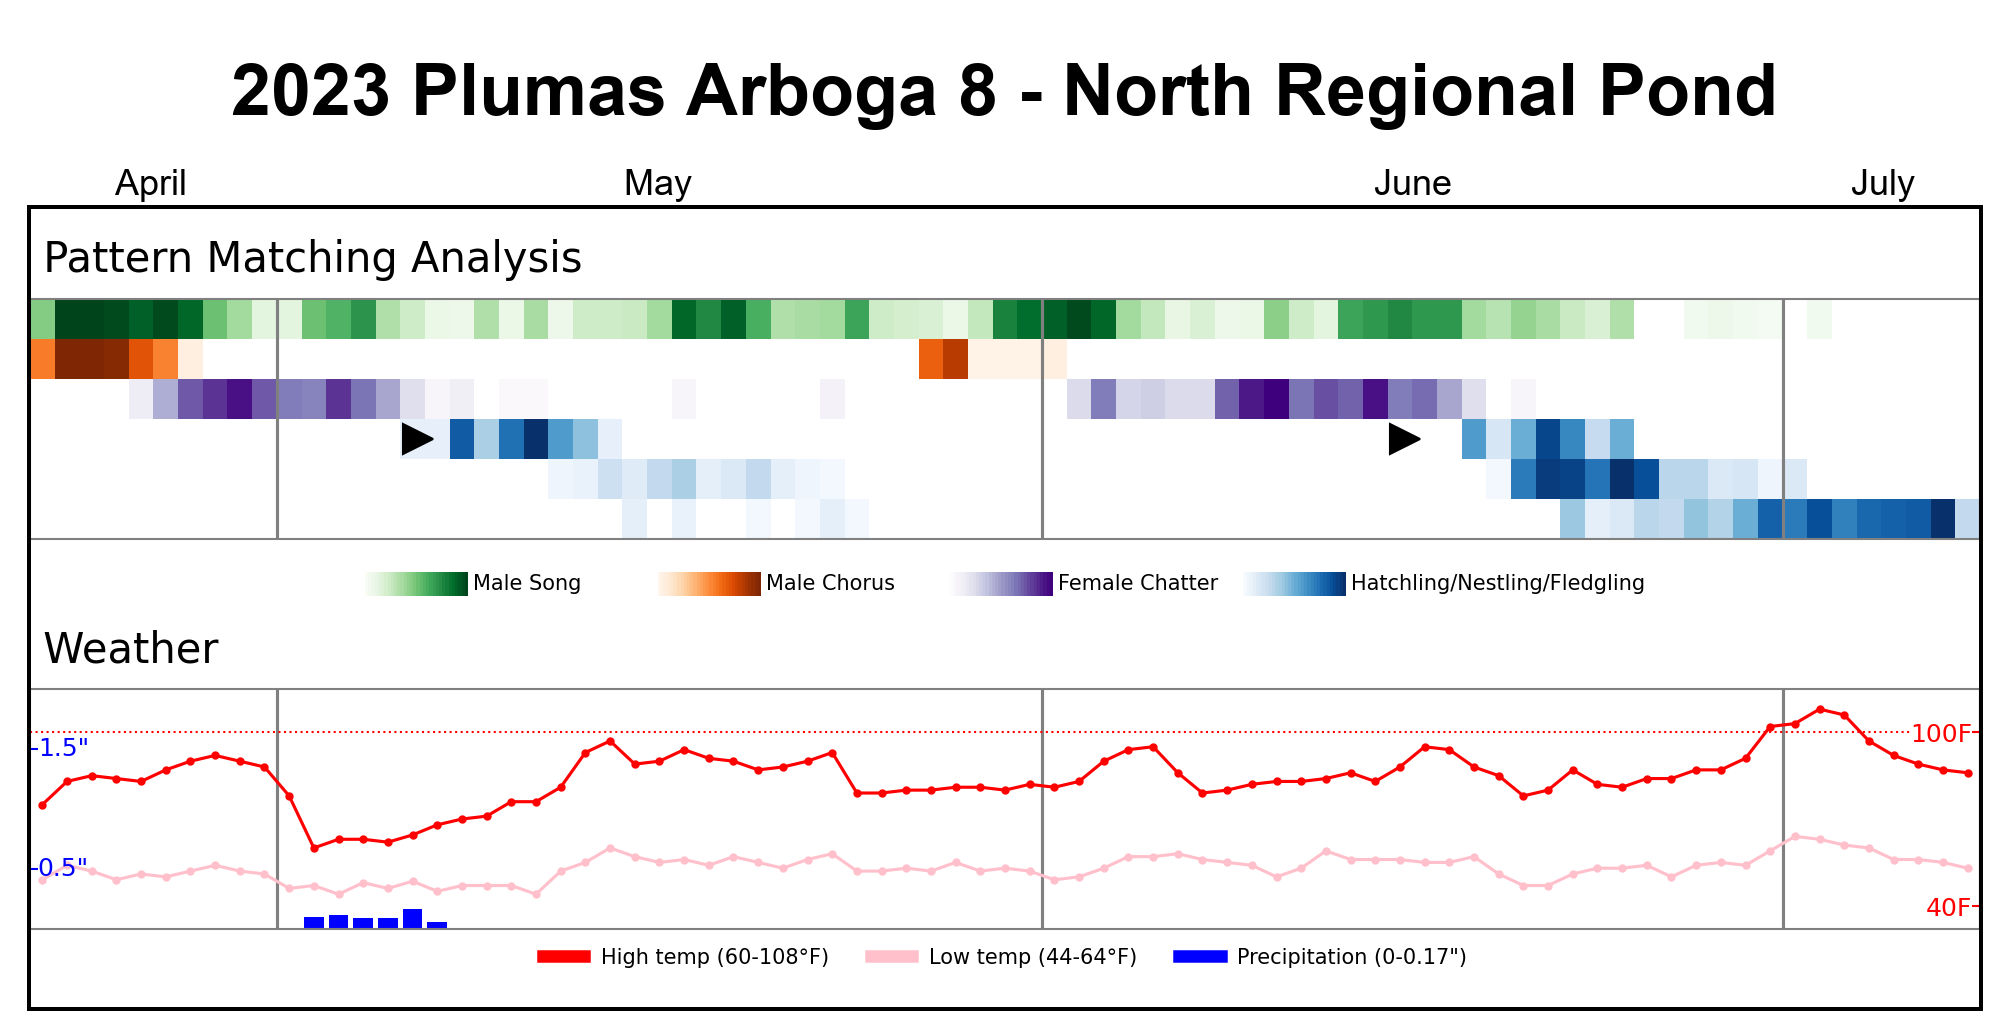 2023 Plumas Arboga 8 - North Regional Pond
April May June July
Pattern Matching Analysis
Male Song Male Chorus Female Chatter Hatchling/Nestling/Fledgling
Weather
1.5" 100F
0.5" 40F
High temp (60-108°F) Low temp (44-64°F) Precipitation (0-0.17")